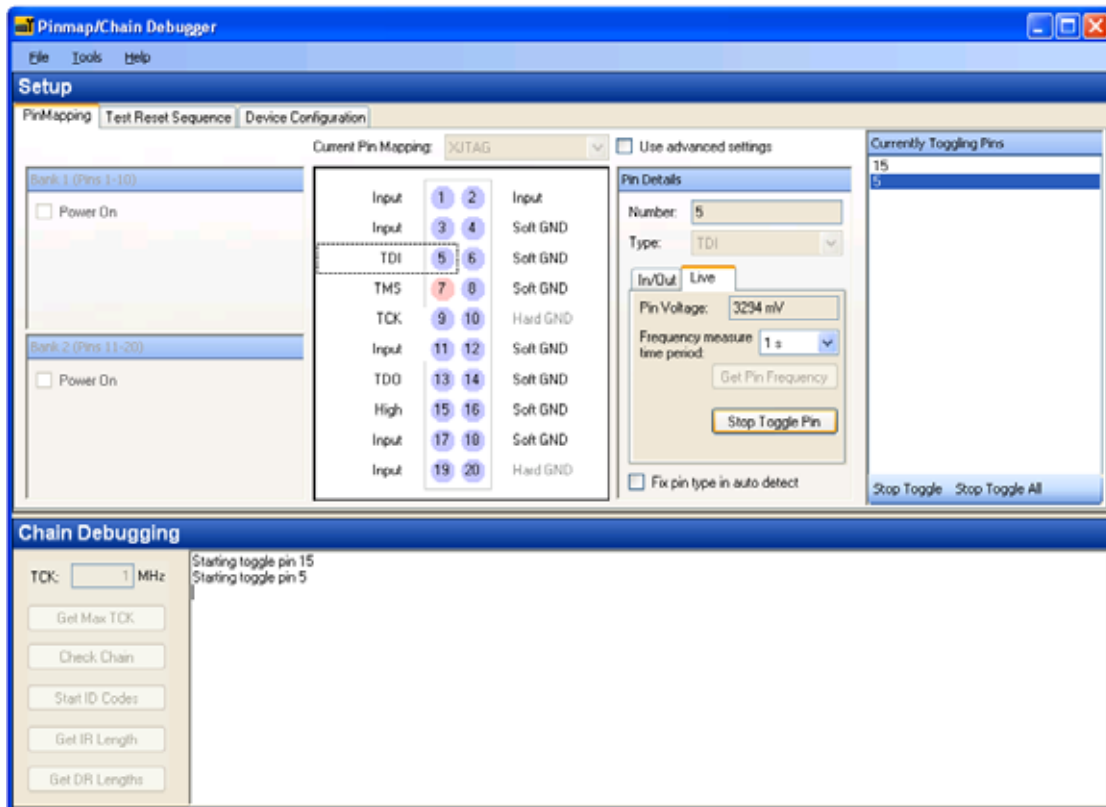 Pinmap/Chain Debugger
File Tools Help
Setup
PinMapping Test Reset Sequence Device Configuration
Current Pin Mapping: XJTAG Use advanced settings
Currently Toggling Pins
15
5
Stop Toggle Stop Toggle All
Bank 1 (Pins 1-10)
Power On
Bank 2 (Pins 11-20)
Power On
Input 1 2 Input
Input 3 4 Soft GND
TDI 5 6 Soft GND
TMS 7 8 Soft GND
TCK 9 10 Hard GND
Input 11 12 Soft GND
TDO 13 14 Soft GND
High 15 16 Soft GND
Input 17 18 Soft GND
Input 19 20 Hard GND
Pin Details
Number: 5
Type: TDI
In/Out Live
Pin Voltage: 3294 mV
Frequency measure
time period: 1 s
Get Pin Frequency
Stop Toggle Pin
Fix pin type in auto detect
Chain Debugging
TCK: 1 MHz
Get Max TCK
Check Chain
Start ID Codes
Get IR Length
Get DR Lengths
Starting toggle pin 15
Starting toggle pin 5